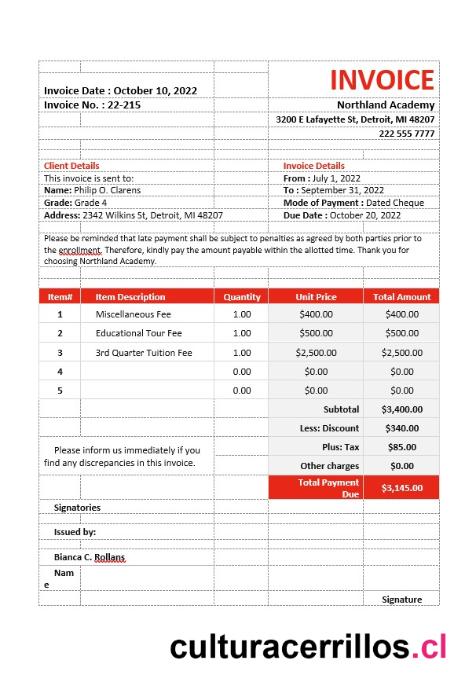 INVOICE
Invoice Date : October 10, 2022
Invoice No. : 22-215
Northland Academy
3200 E Lafayette St, Detroit, MI 48207
222 555 7777
Client Details
Invoice Details
This invoice is sent to:
From : July 1, 2022
Name: Philip O. Clarens
To : September 31, 2022
Grade: Grade 4
Mode of Payment : Dated Cheque
Address: 2342 Wilkins St, Detroit, MI 48207
Due Date : October 20, 2022
Please be reminded that late payment shall be subject to penalties as agreed by both parties prior to
the enrollment. Therefore, kindly pay the amount payable within the allotted time. Thank you for
choosing Northland Academy.
Item# Item Description Quantity Unit Price Total Amount
1 Miscellaneous Fee 1.00 $400.00 $400.00
2 Educational Tour Fee 1.00 $500.00 $500.00
3 3rd Quarter Tuition Fee 1.00 $2,500.00 $2,500.00
4 0.00 $0.00 $0.00
5 0.00 $0.00 $0.00
Subtotal $3,400.00
Less: Discount $340.00
Plus: Tax $85.00
Please inform us immediately if you
find any discrepancies in this invoice.
Other charges $0.00
Total Payment
Due
$3,145.00
Signatories
Issued by:
Bianca C. Rollans
Nam
e
Signature
culturacerrillos.cl